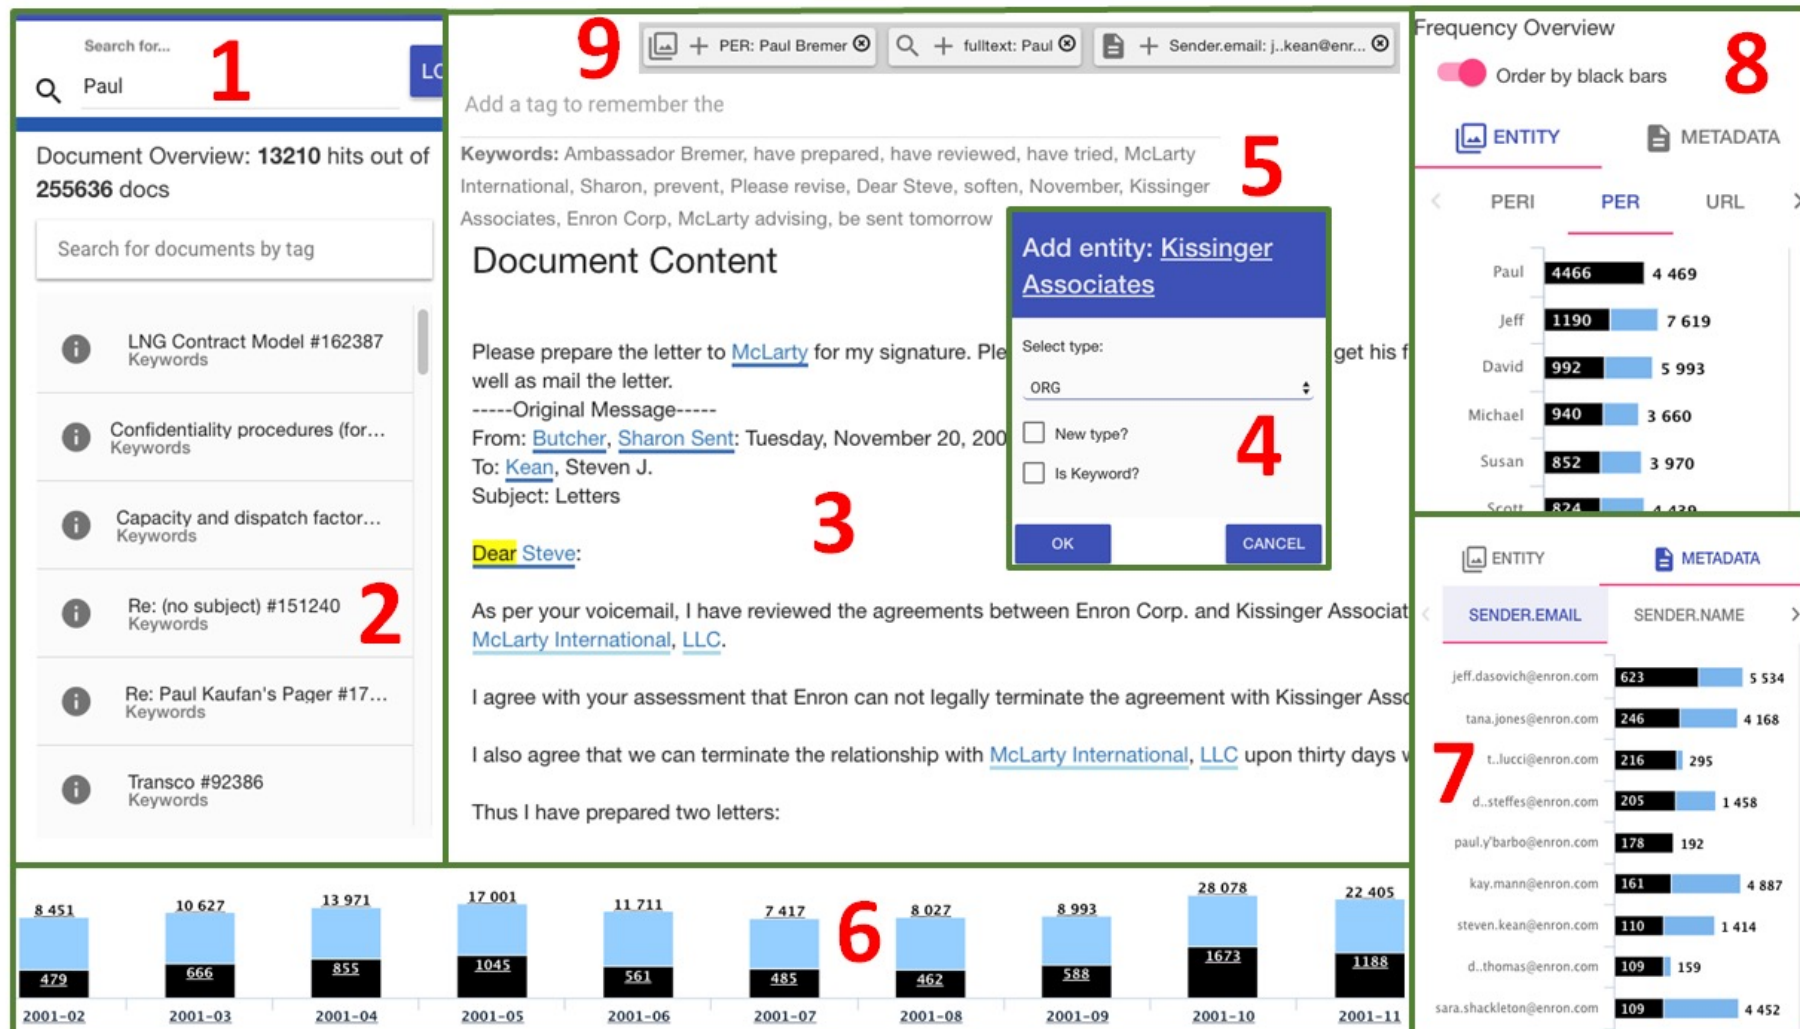 Search for...
1
Paul
LO
Document Overview: 13210 hits out of
255636 docs
Search for documents by tag
LNG Contract Model #162387
Keywords
Confidentiality procedures (for...
Keywords
Capacity and dispatch factor...
Keywords
Re: (no subject) #151240
Keywords
2
Re: Paul Kaufan's Pager #17...
Keywords
Transco #92386
Keywords
9
+ PER: Paul Bremer
+ fulltext: Paul
+ Sender.email: j..kean@enr...
Add a tag to remember the
Keywords: Ambassador Bremer, have prepared, have reviewed, have tried, McLarty
International, Sharon, prevent, Please revise, Dear Steve, soften, November, Kissinger
Associates, Enron Corp, McLarty advising, be sent tomorrow
5
Document Content
Please prepare the letter to McLarty for my signature. Ple
get his f
well as mail the letter.
-----Original Message-----
From: Butcher, Sharon Sent: Tuesday, November 20, 200
To: Kean, Steven J.
Subject: Letters
3
Dear Steve:
As per your voicemail, I have reviewed the agreements between Enron Corp. and Kissinger Associat
McLarty International, LLC.
I agree with your assessment that Enron can not legally terminate the agreement with Kissinger Asso
I also agree that we can terminate the relationship with McLarty International, LLC upon thirty days w
Thus I have prepared two letters:
Add entity: Kissinger
Associates
Select type:
ORG
New type?
Is Keyword?
4
OK
CANCEL
Frequency Overview
Order by black bars
8
ENTITY
METADATA
PERI
PER
URL
Paul 4466 4 469
Jeff 1190 7 619
David 992 5 993
Michael 940 3 660
Susan 852 3 970
Scott 824 4 439
ENTITY
METADATA
SENDER.EMAIL
SENDER.NAME
7
jeff.dasovich@enron.com 623 5 534
tana.jones@enron.com 246 4 168
t..lucci@enron.com 216 295
d..steffes@enron.com 205 1 458
paul.y'barbo@enron.com 178 192
kay.mann@enron.com 161 4 887
steven.kean@enron.com 110 1 414
d..thomas@enron.com 109 159
sara.shackleton@enron.com 109 4 452
8 451
10 627
13 971
17 001
11 711
7 417
8 027
8 993
28 078
22 405
6
479
666
855
1045
561
485
462
588
1673
1188
2001-02
2001-03
2001-04
2001-05
2001-06
2001-07
2001-08
2001-09
2001-10
2001-11